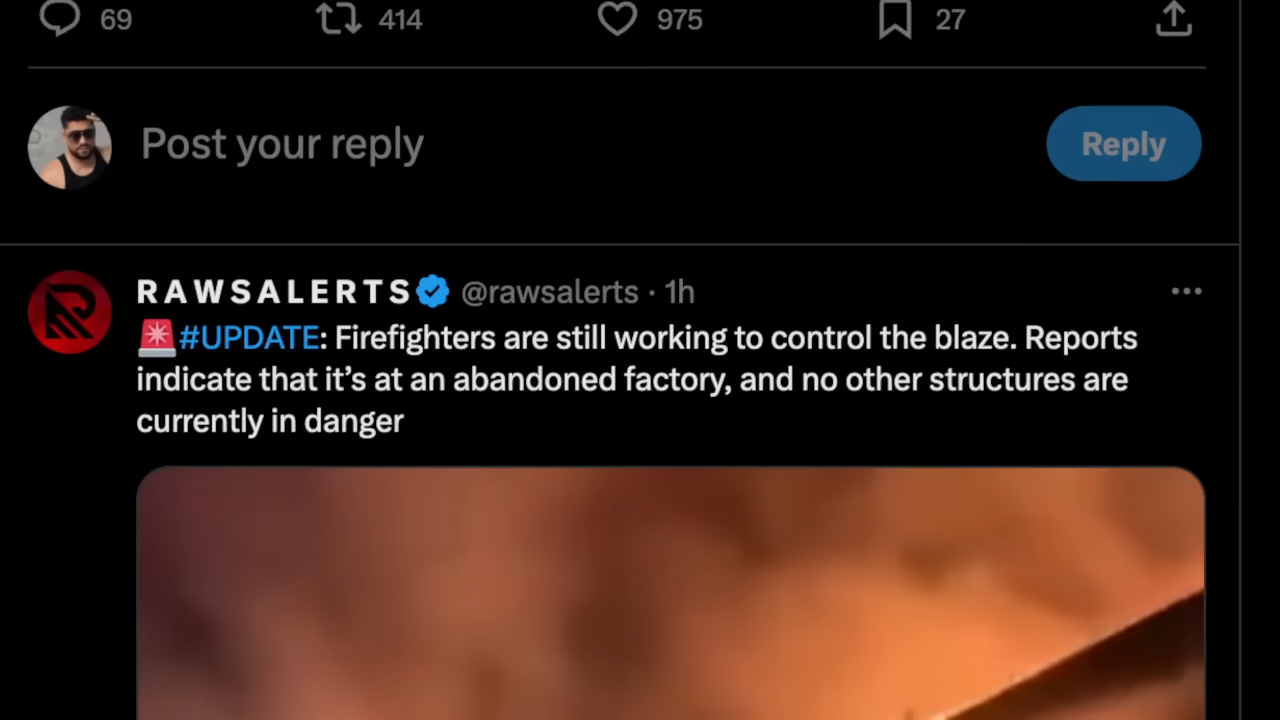 69 414 975 27
Post your reply
Reply
RAWSALERTS @rawsalerts · 1h
🚨#UPDATE: Firefighters are still working to control the blaze. Reports
indicate that it’s at an abandoned factory, and no other structures are
currently in danger